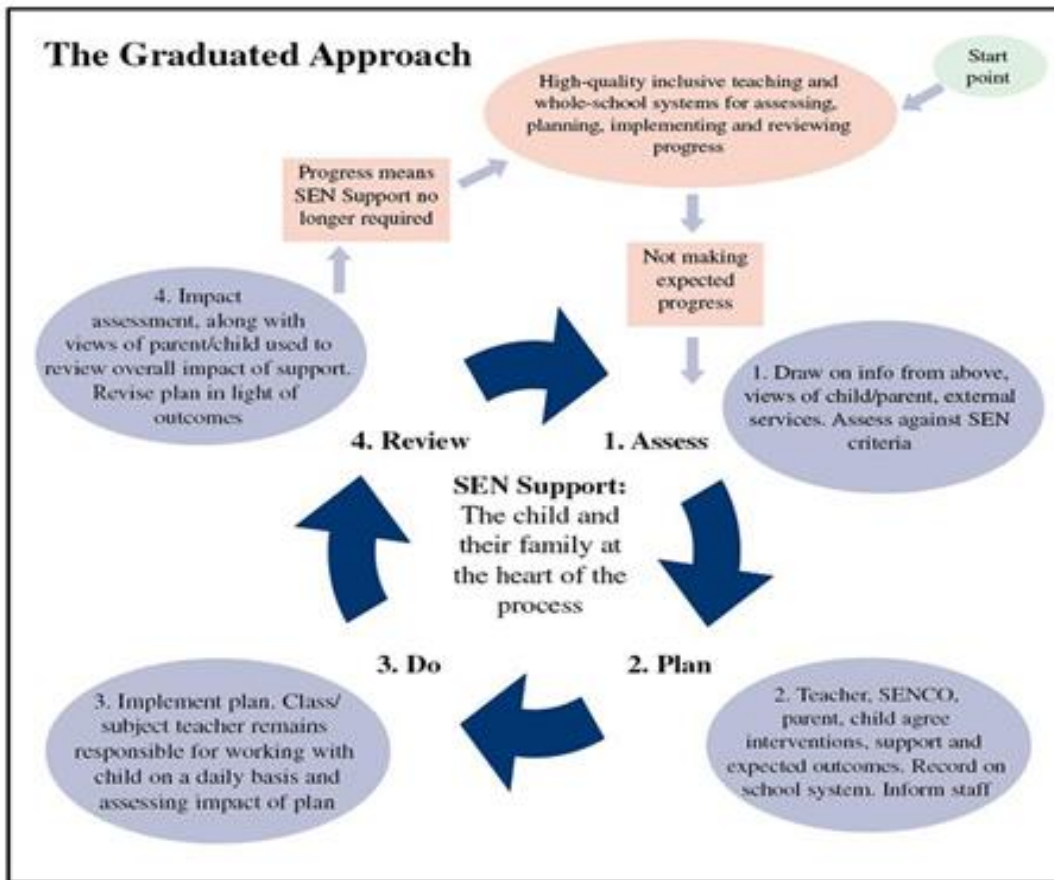 The Graduated Approach
Start
point
High-quality inclusive teaching and
whole-school systems for assessing,
planning, implementing and reviewing
progress
Progress means
SEN Support no
longer required
Not making
expected
progress
4. Impact
assessment, along with
views of parent/child used to
review overall impact of support.
Revise plan in light of
outcomes
1. Draw on info from above,
views of child/parent, external
services. Assess against SEN
criteria
4. Review
1. Assess
SEN Support:
The child and
their family at
the heart of the
process
3. Do
2. Plan
3. Implement plan. Class/
subject teacher remains
responsible for working with
child on a daily basis and
assessing impact of plan
2. Teacher, SENCO,
parent, child agree
interventions, support and
expected outcomes. Record on
school system. Inform staff